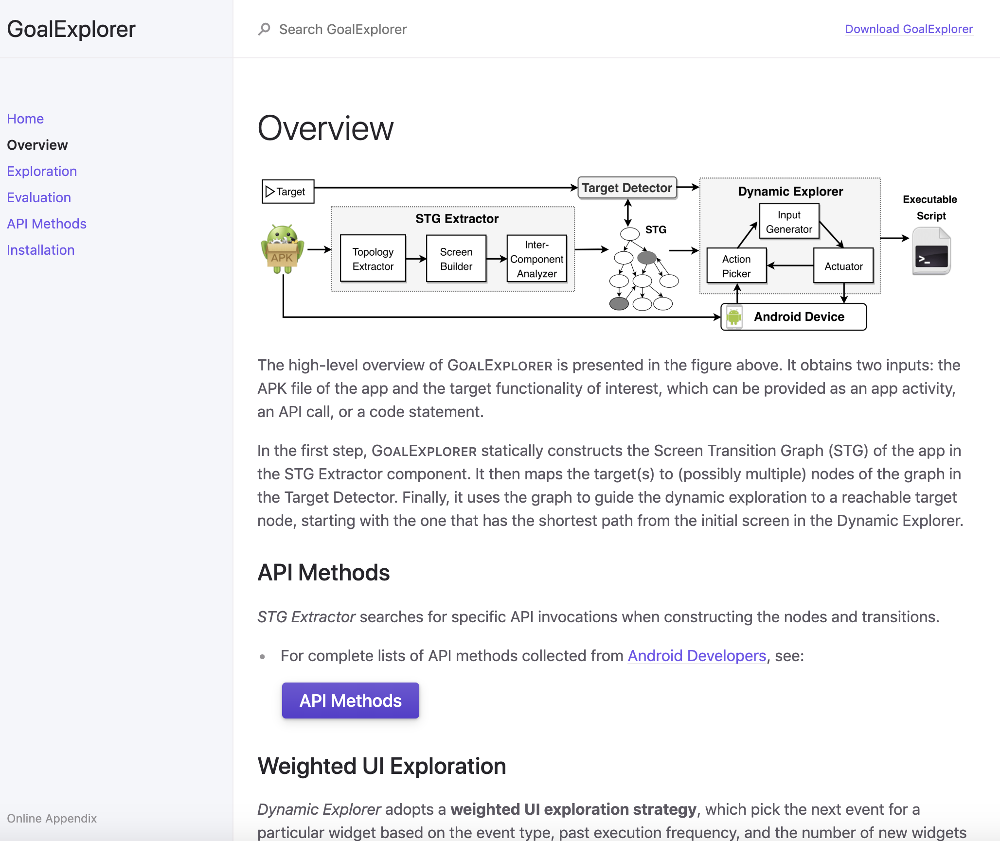 GoalExplorer
Search GoalExplorer
Download GoalExplorer
Home
Overview
Exploration
Evaluation
API Methods
Installation
Online Appendix
Overview
Target
Target Detector
APK
STG Extractor
Topology
Extractor
Screen
Builder
Inter-
Component
Analyzer
STG
Dynamic Explorer
Input
Generator
Action
Picker
Actuator
Android Device
Executable
Script
>_
The high-level overview of GOALEXPLORER is presented in the figure above. It obtains two inputs: the
APK file of the app and the target functionality of interest, which can be provided as an app activity,
an API call, or a code statement.
In the first step, GOALEXPLORER statically constructs the Screen Transition Graph (STG) of the app in
the STG Extractor component. It then maps the target(s) to (possibly multiple) nodes of the graph in
the Target Detector. Finally, it uses the graph to guide the dynamic exploration to a reachable target
node, starting with the one that has the shortest path from the initial screen in the Dynamic Explorer.
API Methods
STG Extractor searches for specific API invocations when constructing the nodes and transitions.
• For complete lists of API methods collected from Android Developers, see:
API Methods
Weighted UI Exploration
Dynamic Explorer adopts a weighted UI exploration strategy, which pick the next event for a
particular widget based on the event type, past execution frequency, and the number of new widgets